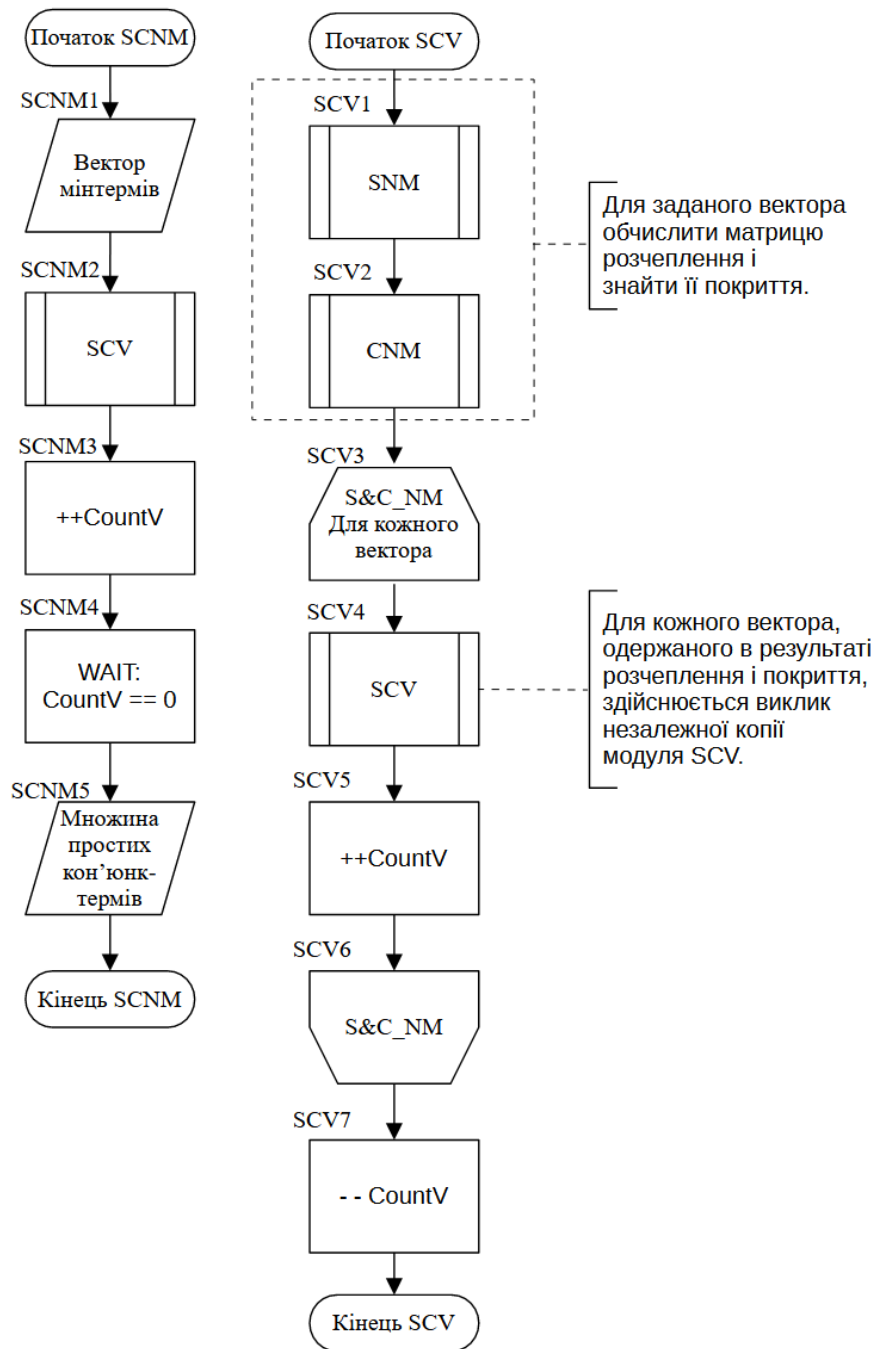 Початок SCNM
SCNM1
Вектор
мінтермів
SCNM2
SCV
SCNM3
++CountV
SCNM4
WAIT:
CountV == 0
SCNM5
Множина
простих
кон’юнк-
термів
Кінець SCNM
Початок SCV
SCV1
SNM
SCV2
CNM
Для заданого вектора
обчислити матрицю
розчеплення і
знайти її покриття.
SCV3
S&C_NM
Для кожного
вектора
SCV4
SCV
Для кожного вектора,
одержаного в результаті
розчеплення і покриття,
здійснюється виклик
незалежної копії
модуля SCV.
SCV5
++CountV
SCV6
S&C_NM
SCV7
- - CountV
Кінець SCV